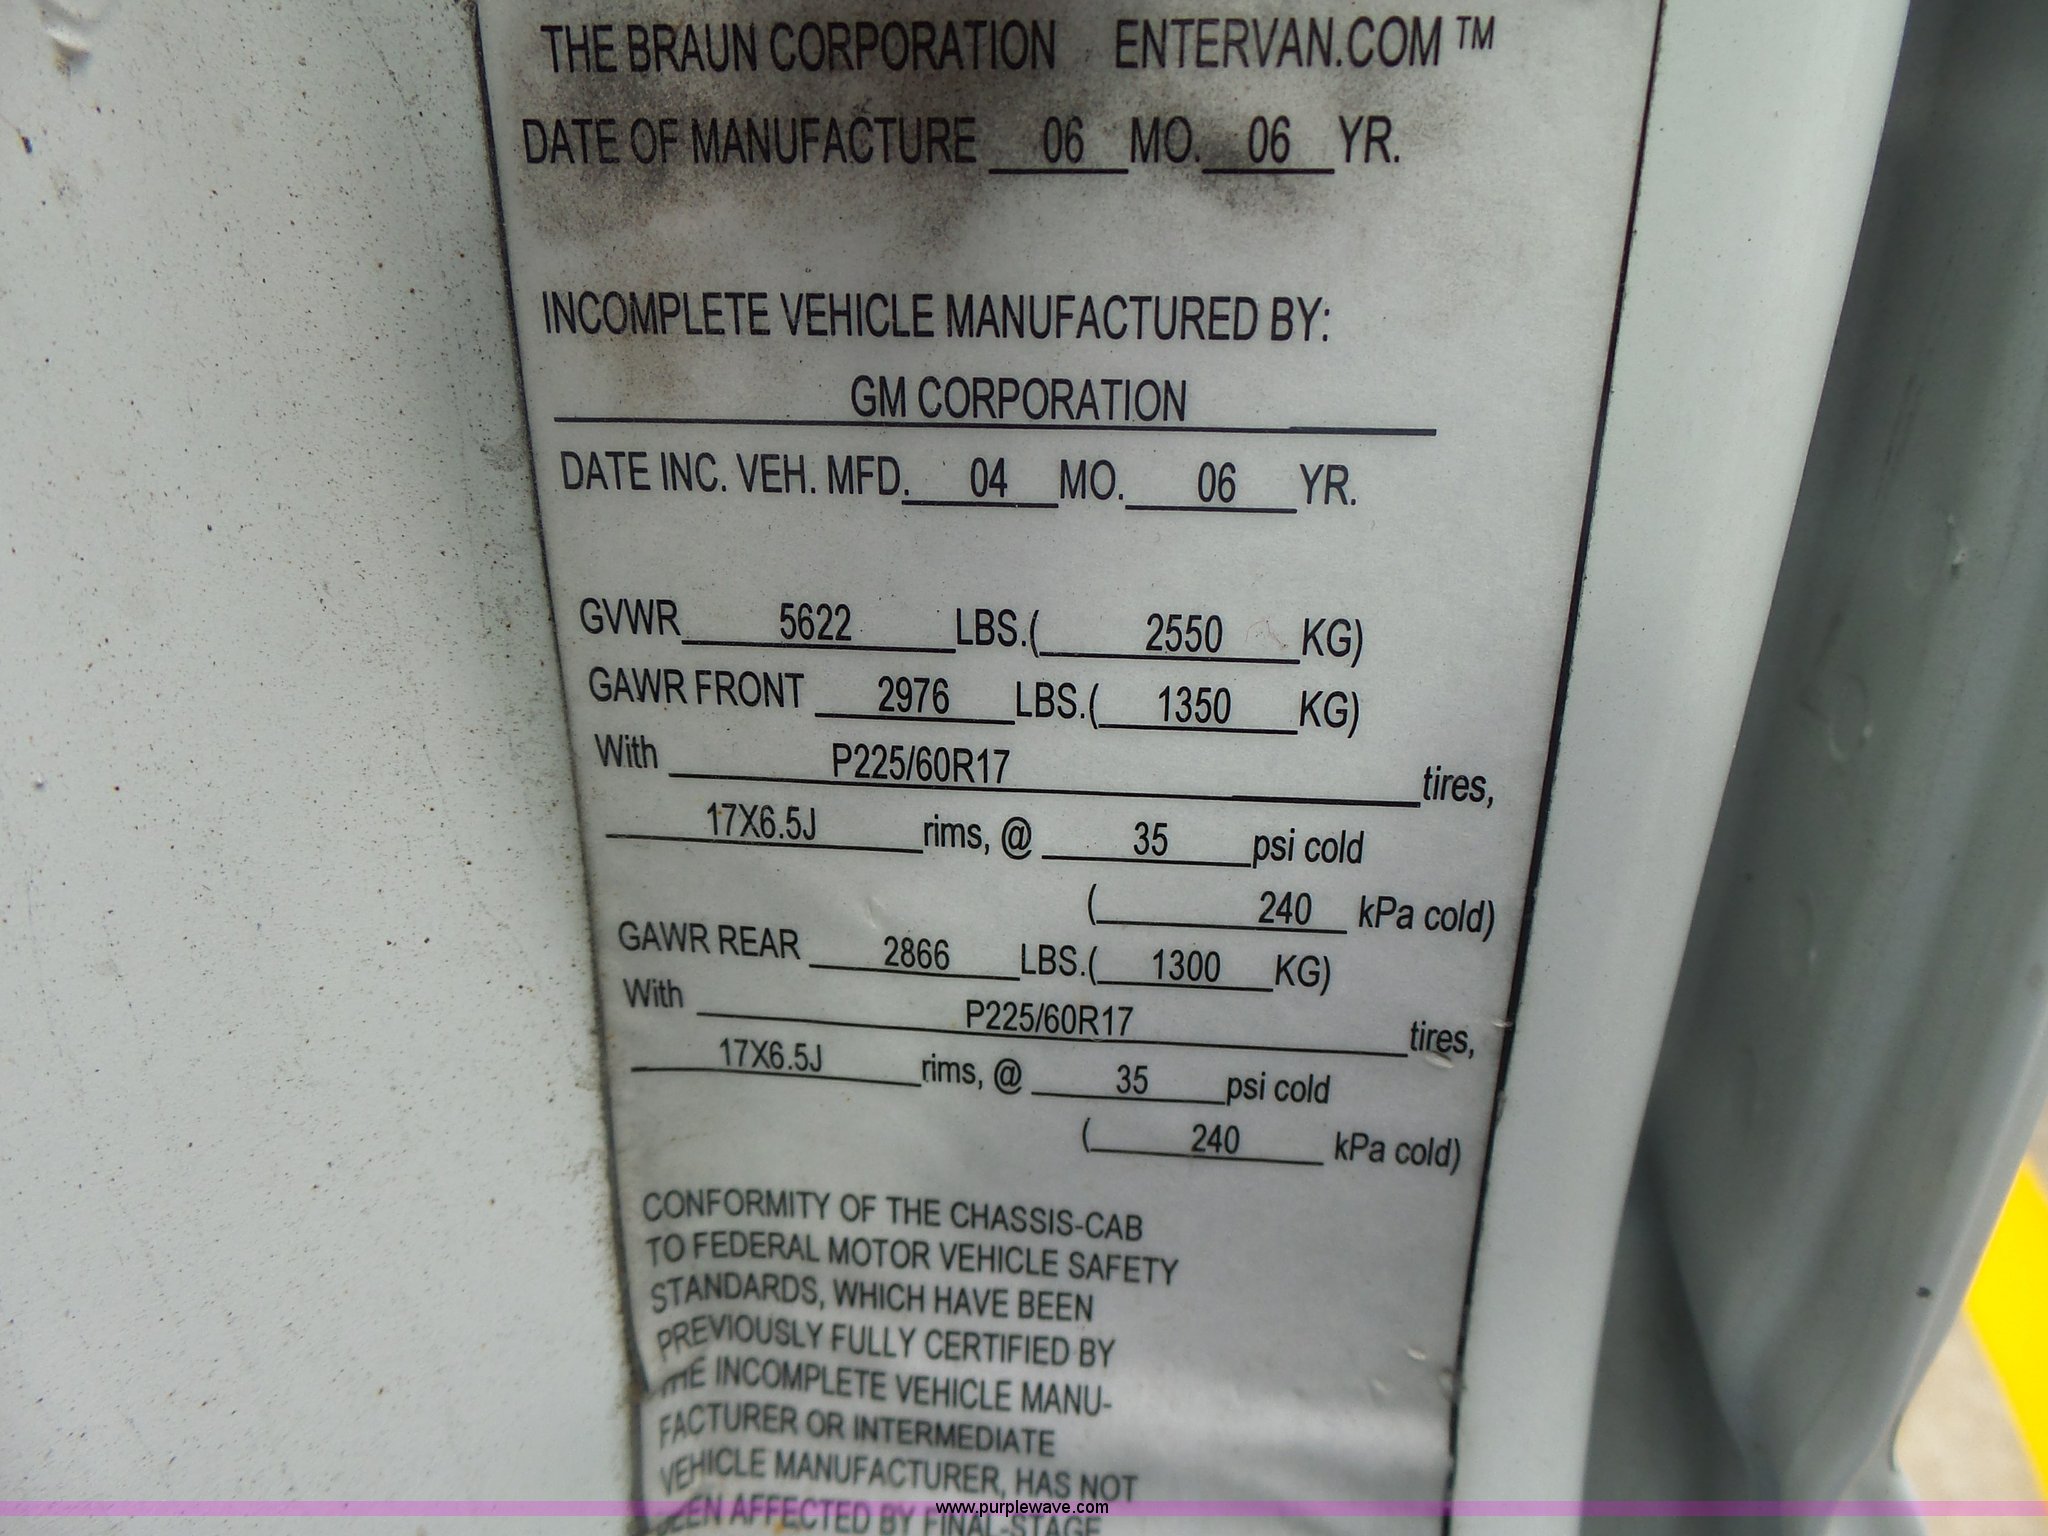 THE BRAUN CORPORATION ENTERVAN.COM™
DATE OF MANUFACTURE 06 MO. 06 YR.
INCOMPLETE VEHICLE MANUFACTURED BY:
GM CORPORATION
DATE INC. VEH. MFD. 04 MO. 06 YR.
GVWR 5622 LBS.( 2550 KG)
GAWR FRONT 2976 LBS.( 1350 KG)
With P225/60R17 tires,
17X6.5J rims, @ 35 psi cold
( 240 kPa cold)
GAWR REAR 2866 LBS.( 1300 KG)
With P225/60R17 tires,
17X6.5J rims, @ 35 psi cold
( 240 kPa cold)
CONFORMITY OF THE CHASSIS-CAB
TO FEDERAL MOTOR VEHICLE SAFETY
STANDARDS, WHICH HAVE BEEN
PREVIOUSLY FULLY CERTIFIED BY
THE INCOMPLETE VEHICLE MANU-
FACTURER OR INTERMEDIATE
VEHICLE MANUFACTURER, HAS NOT
BEEN AFFECTED BY FINAL-STAGE
www.purplewave.com